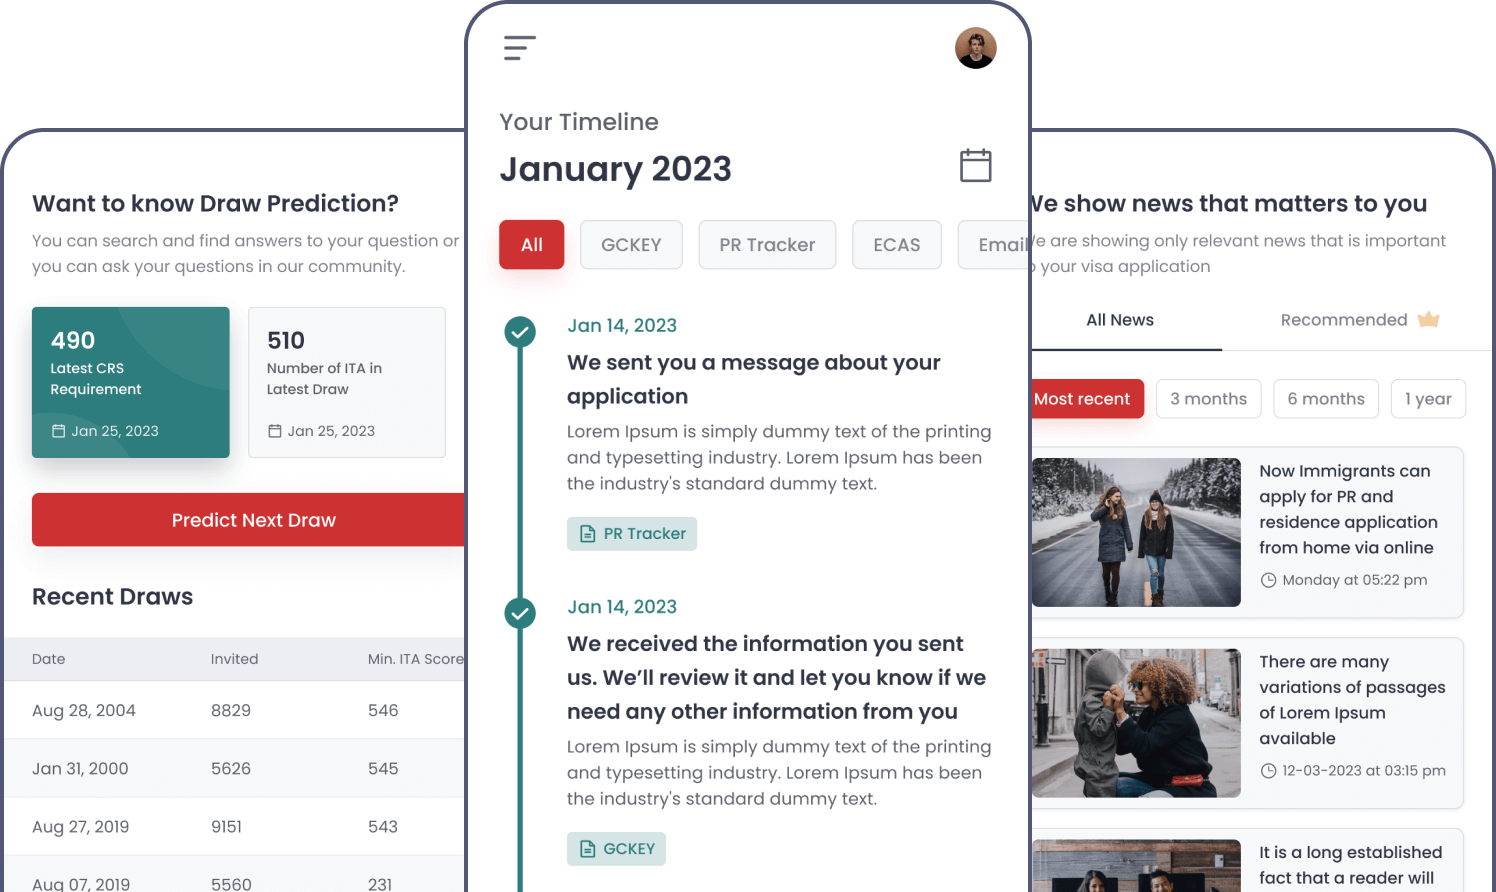 Want to know Draw Prediction?
You can search and find answers to your question or
you can ask your questions in our community.
490
Latest CRS
Requirement
Jan 25, 2023
510
Number of ITA in
Latest Draw
Jan 25, 2023
Predict Next Draw
Recent Draws
Date Invited Min. ITA Score
Aug 28, 2004 8829 546
Jan 31, 2000 5626 545
Aug 27, 2019 9151 543
Aug 07, 2019 5560 231
Your Timeline
January 2023
All GCKEY PR Tracker ECAS Email
Jan 14, 2023
We sent you a message about your
application
Lorem Ipsum is simply dummy text of the printing
and typesetting industry. Lorem Ipsum has been
the industry's standard dummy text.
PR Tracker
Jan 14, 2023
We received the information you sent
us. We’ll review it and let you know if we
need any other information from you
Lorem Ipsum is simply dummy text of the printing
and typesetting industry. Lorem Ipsum has been
the industry's standard dummy text.
GCKEY
We show news that matters to you
We are showing only relevant news that is important
to your visa application
All News Recommended
Most recent 3 months 6 months 1 year
Now Immigrants can
apply for PR and
residence application
from home via online
Monday at 05:22 pm
There are many
variations of passages
of Lorem Ipsum
available
12-03-2023 at 03:15 pm
It is a long established
fact that a reader will